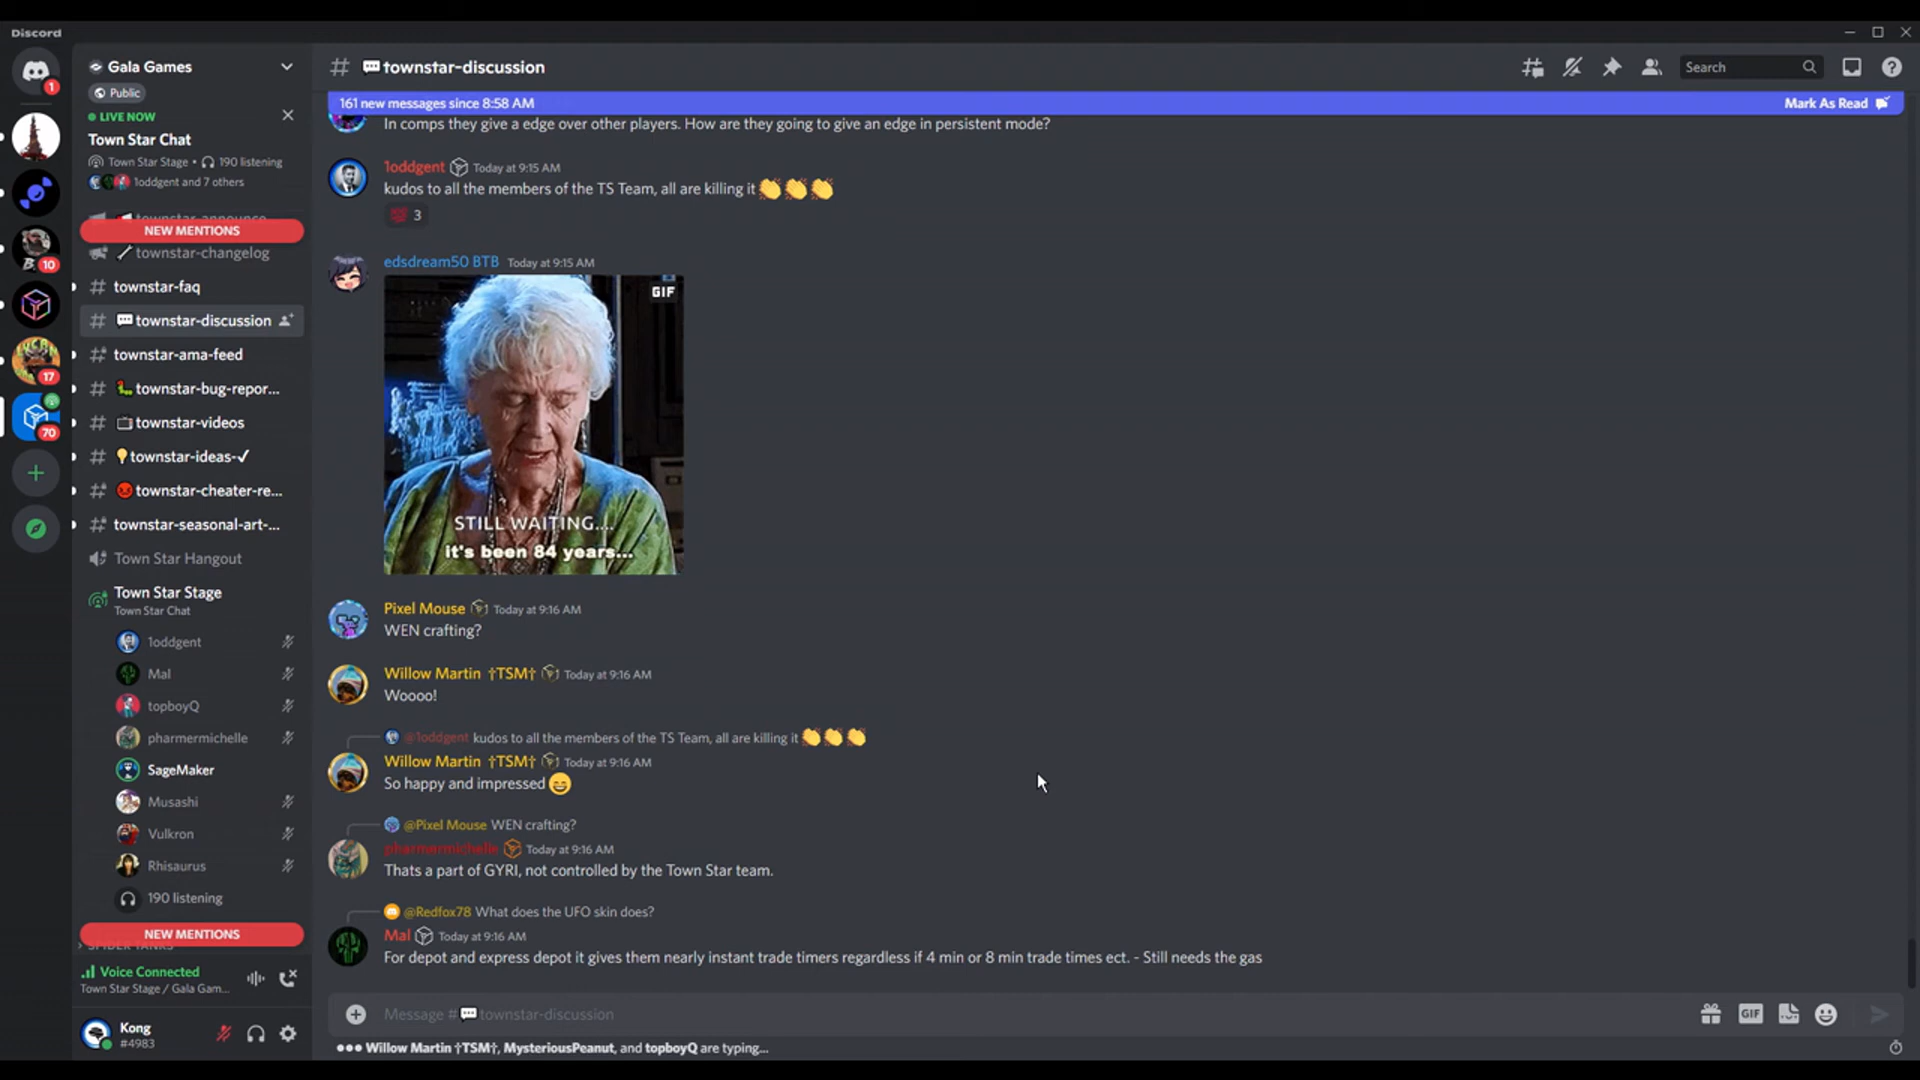 Discord
Gala Games
Public
LIVE NOW
Town Star Chat
Town Star Stage • 190 listening
1oddgent and 7 others
townstar-announce
NEW MENTIONS
townstar-changelog
# townstar-faq
# 💬townstar-discussion
# townstar-ama-feed
# townstar-bug-repor...
# townstar-videos
# townstar-ideas-✓
# townstar-cheater-re...
# townstar-seasonal-art-...
Town Star Hangout
Town Star Stage
Town Star Chat
1oddgent
Mal
topboyQ
pharmermichelle
SageMaker
Musashi
Vulkron
Rhisaurus
190 listening
NEW MENTIONS
SPIDER TANKS
Voice Connected
Town Star Stage / Gala Gam...
Kong
#4983
1
10
17
70
B.
# 💬townstar-discussion
Search
161 new messages since 8:58 AM
Mark As Read
In comps they give a edge over other players. How are they going to give an edge in persistent mode?
1oddgent Today at 9:15 AM
kudos to all the members of the TS Team, all are killing it👏👏👏
💯 3
edsdream50 BTB Today at 9:15 AM
GIF
STILL WAITING....
it's been 84 years...
Pixel Mouse Today at 9:16 AM
WEN crafting?
Willow Martin †TSM† Today at 9:16 AM
Woooo!
@1oddgent kudos to all the members of the TS Team, all are killing it👏👏👏
Willow Martin †TSM† Today at 9:16 AM
So happy and impressed😄
@Pixel Mouse WEN crafting?
pharmermichelle Today at 9:16 AM
Thats a part of GYRI, not controlled by the Town Star team.
@Redfox78 What does the UFO skin does?
Mal Today at 9:16 AM
For depot and express depot it gives them nearly instant trade timers regardless if 4 min or 8 min trade times ect. - Still needs the gas
Message #💬townstar-discussion
GIF
Willow Martin †TSM†, MysteriousPeanut, and topboyQ are typing...